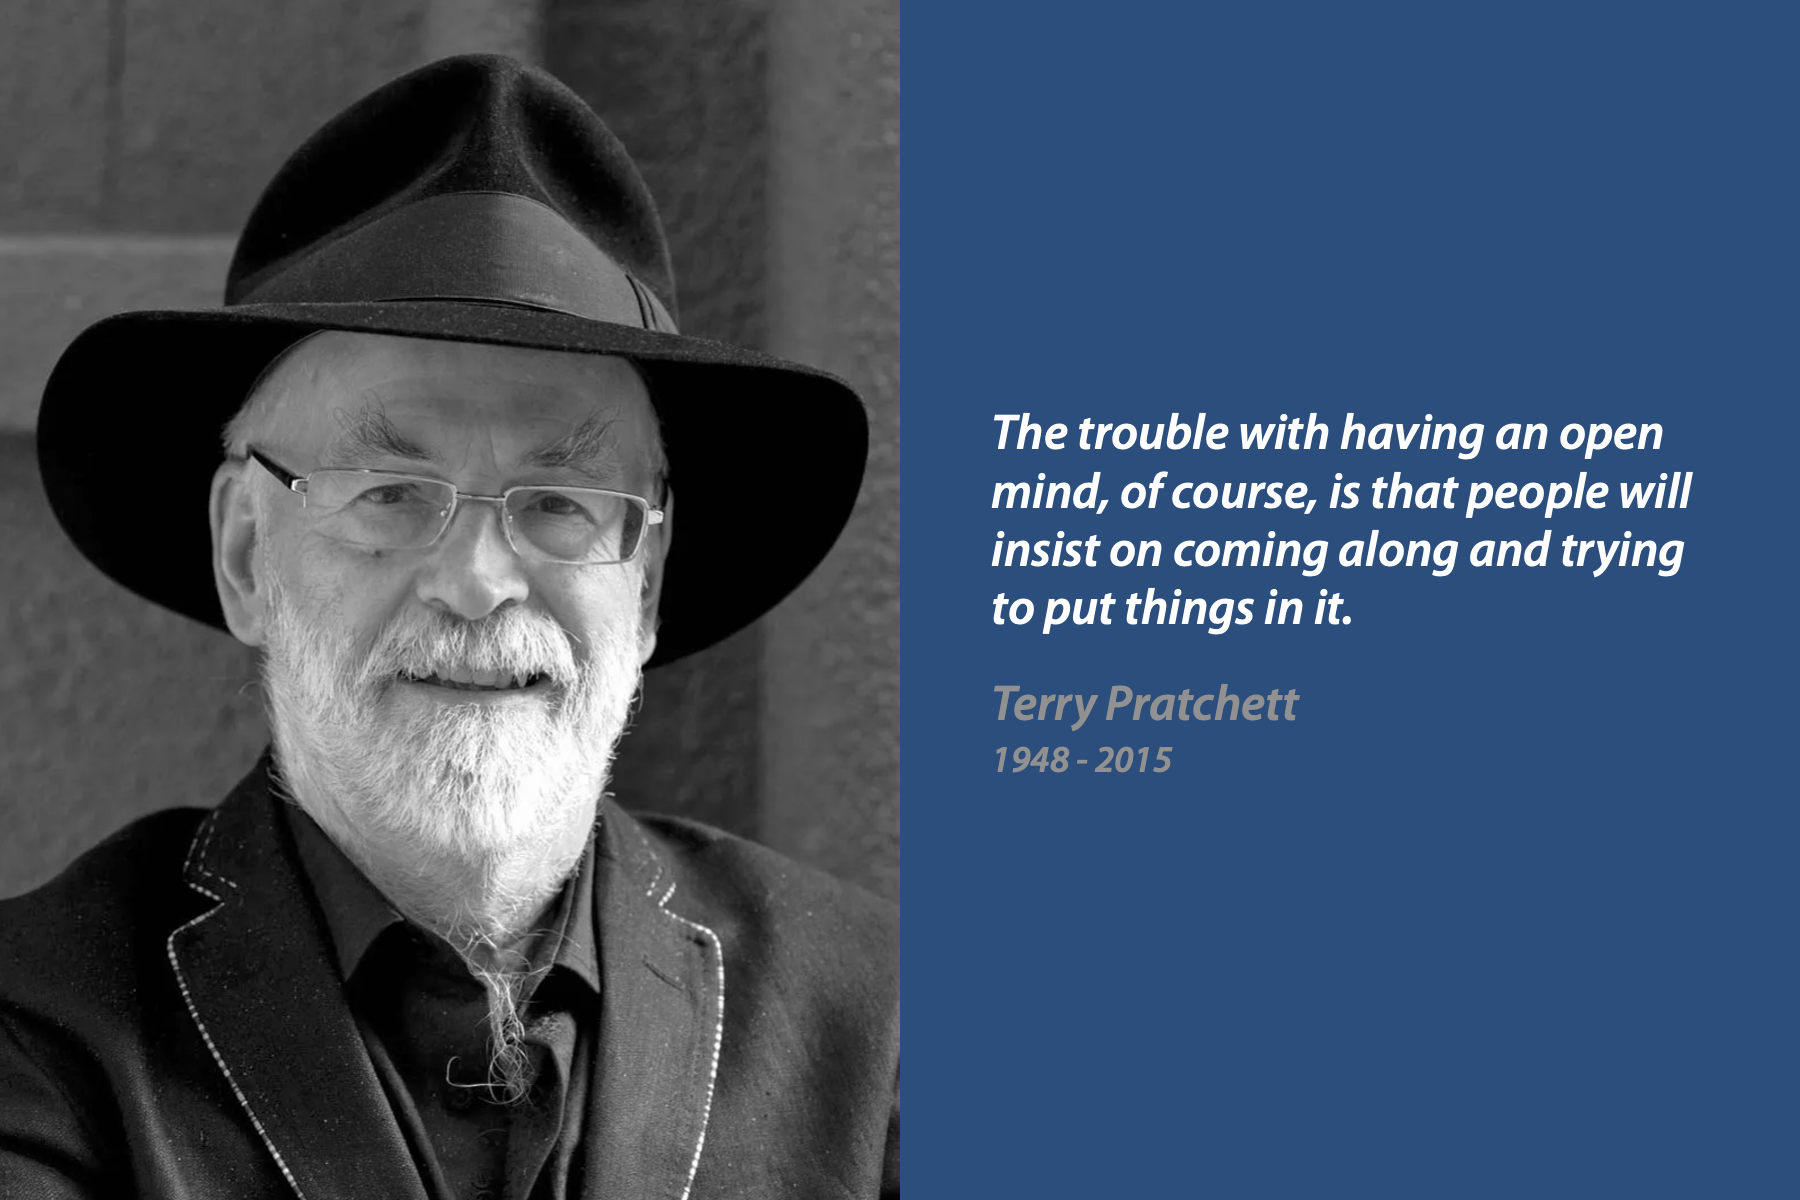 The trouble with having an open
mind, of course, is that people will
insist on coming along and trying
to put things in it.
Terry Pratchett
1948 - 2015